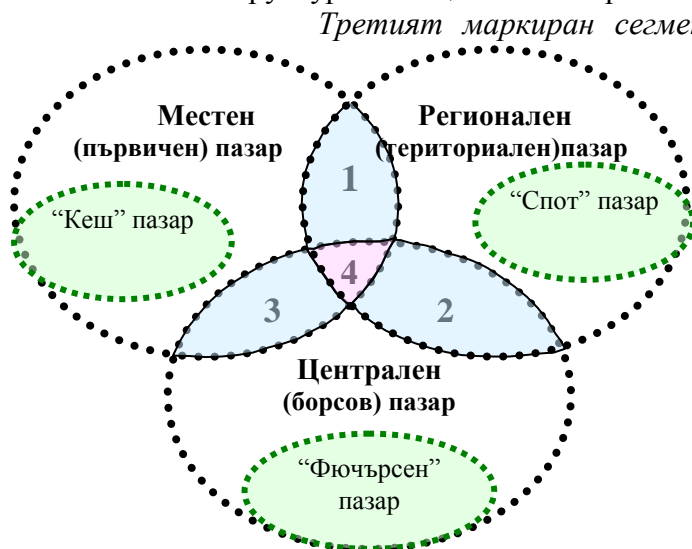 Третият маркиран
Местен
(първичен) пазар
Регионален
(териториален)пазар
1
“Кеш” пазар
“Спот” пазар
4
3
2
Централен
(борсов) пазар
“Фючърсен”
пазар